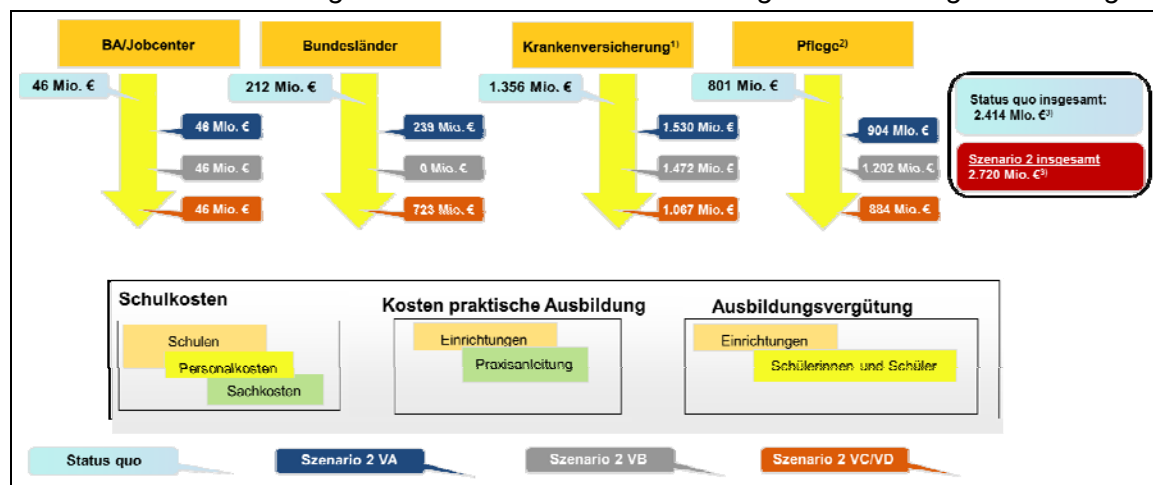 BA/Jobcenter
Bundesländer
Krankenversicherung¹⁾
Pflege²⁾
46 Mio. €
212 Mio. €
1.356 Mio. €
801 Mio. €
46 Mio. €
239 Mio. €
1.530 Mio. €
904 Mio. €
46 Mio. €
0 Mio. €
1.472 Mio. €
1.202 Mio. €
46 Mio. €
723 Mio. €
1.067 Mio. €
884 Mio. €
Status quo insgesamt:
2.414 Mio. €³⁾
Szenario 2 insgesamt
2.720 Mio. €³⁾
Schulkosten
Schulen
Personalkosten
Sachkosten
Kosten praktische Ausbildung
Einrichtungen
Praxisanleitung
Ausbildungsvergütung
Einrichtungen
Schülerinnen und Schüler
Status quo
Szenario 2 VA
Szenario 2 VB
Szenario 2 VC/VD